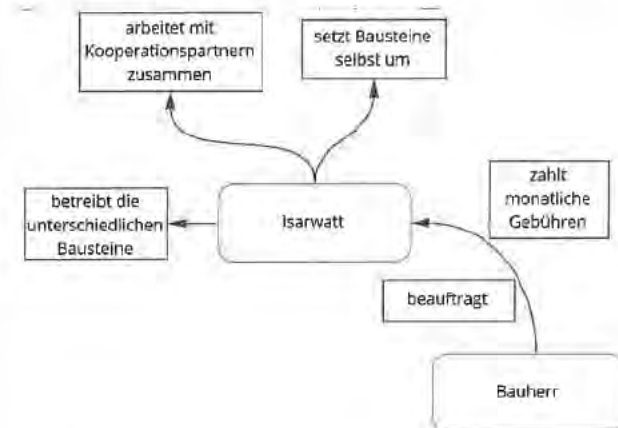 arbeitet mit
Kooperationspartnern
zusammen
setzt Bausteine
selbst um
betreibt die
unterschiedlichen
Bausteine
Isarwatt
zahlt
monatliche
Gebühren
beauftragt
Bauherr